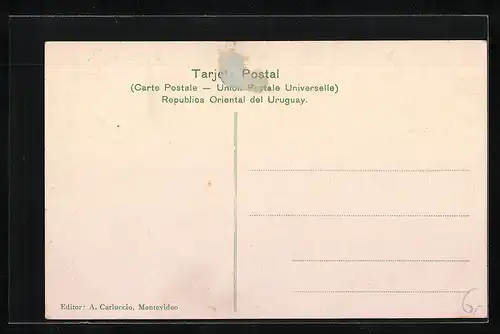 Tarjeta Postal
(Carte Postale — Union Postale Universelle)
Republica Oriental del Uruguay.
Editor: A. Carluccio, Montevideo
6.-